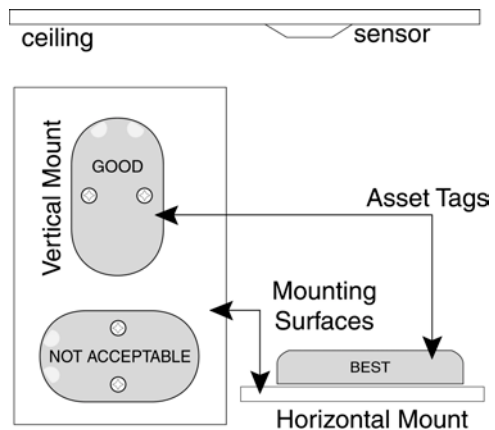 ceiling
sensor
Vertical Mount
GOOD
Asset Tags
Mounting
Surfaces
NOT ACCEPTABLE
BEST
Horizontal Mount